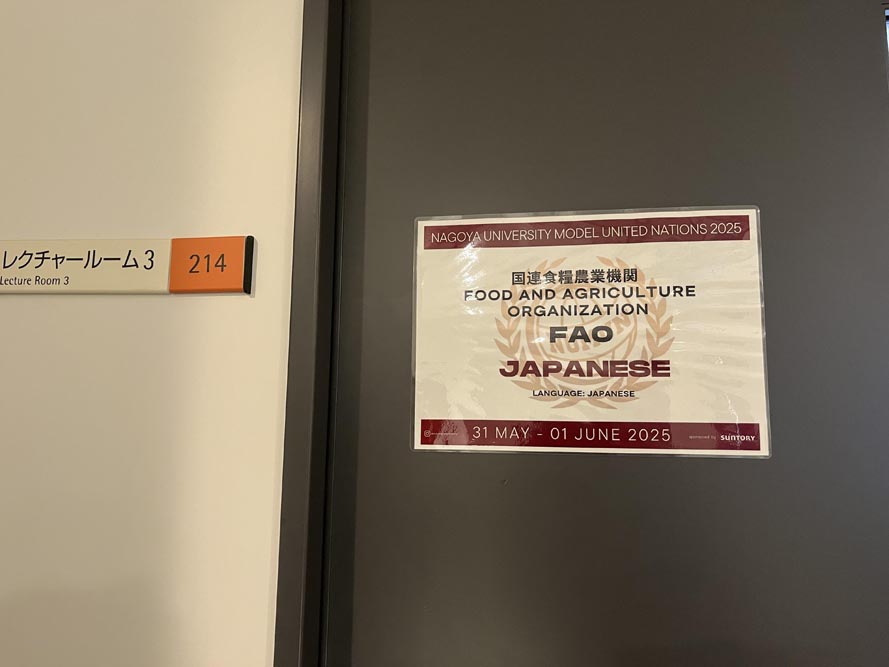 レクチャールーム 3
Lecture Room 3
214
NAGOYA UNIVERSITY MODEL UNITED NATIONS 2025
国連食糧農業機関
FOOD AND AGRICULTURE
ORGANIZATION
FAO
JAPANESE
LANGUAGE: JAPANESE
31 MAY - 01 JUNE 2025
sponsored by SUNTORY